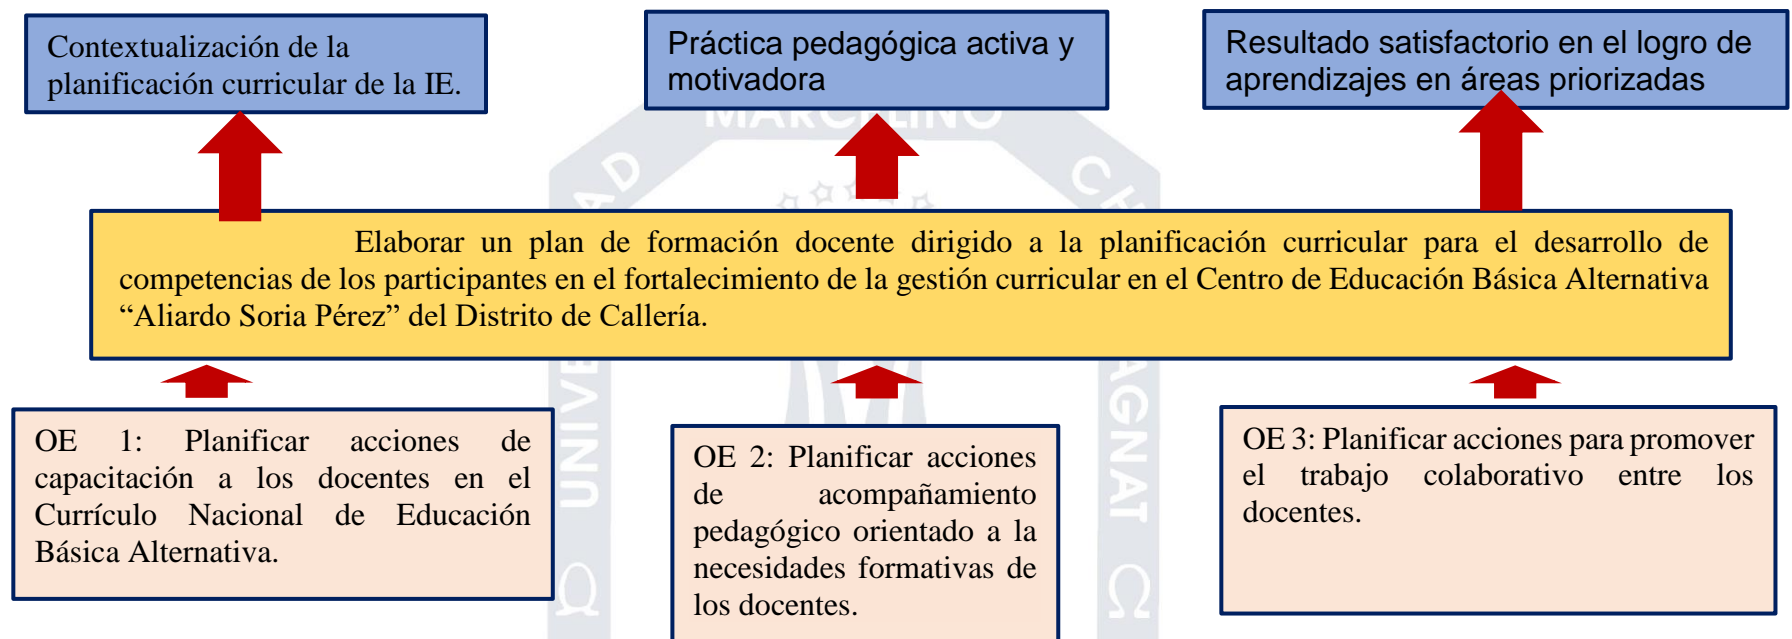 Contextualización de la
planificación curricular de la IE.
Práctica pedagógica activa y
motivadora
Resultado satisfactorio en el logro de
aprendizajes en áreas priorizadas
MARCELINO
Elaborar un plan de formación docente dirigido a la planificación curricular para el desarrollo de
competencias de los participantes en el fortalecimiento de la gestión curricular en el Centro de Educación Básica Alternativa
“Aliardo Soria Pérez” del Distrito de Callería.
OE 1: Planificar acciones de
capacitación a los docentes en el
Currículo Nacional de Educación
Básica Alternativa.
OE 2: Planificar acciones
de acompañamiento
pedagógico orientado a la
necesidades formativas de
los docentes.
OE 3: Planificar acciones para promover
el trabajo colaborativo entre los
docentes.